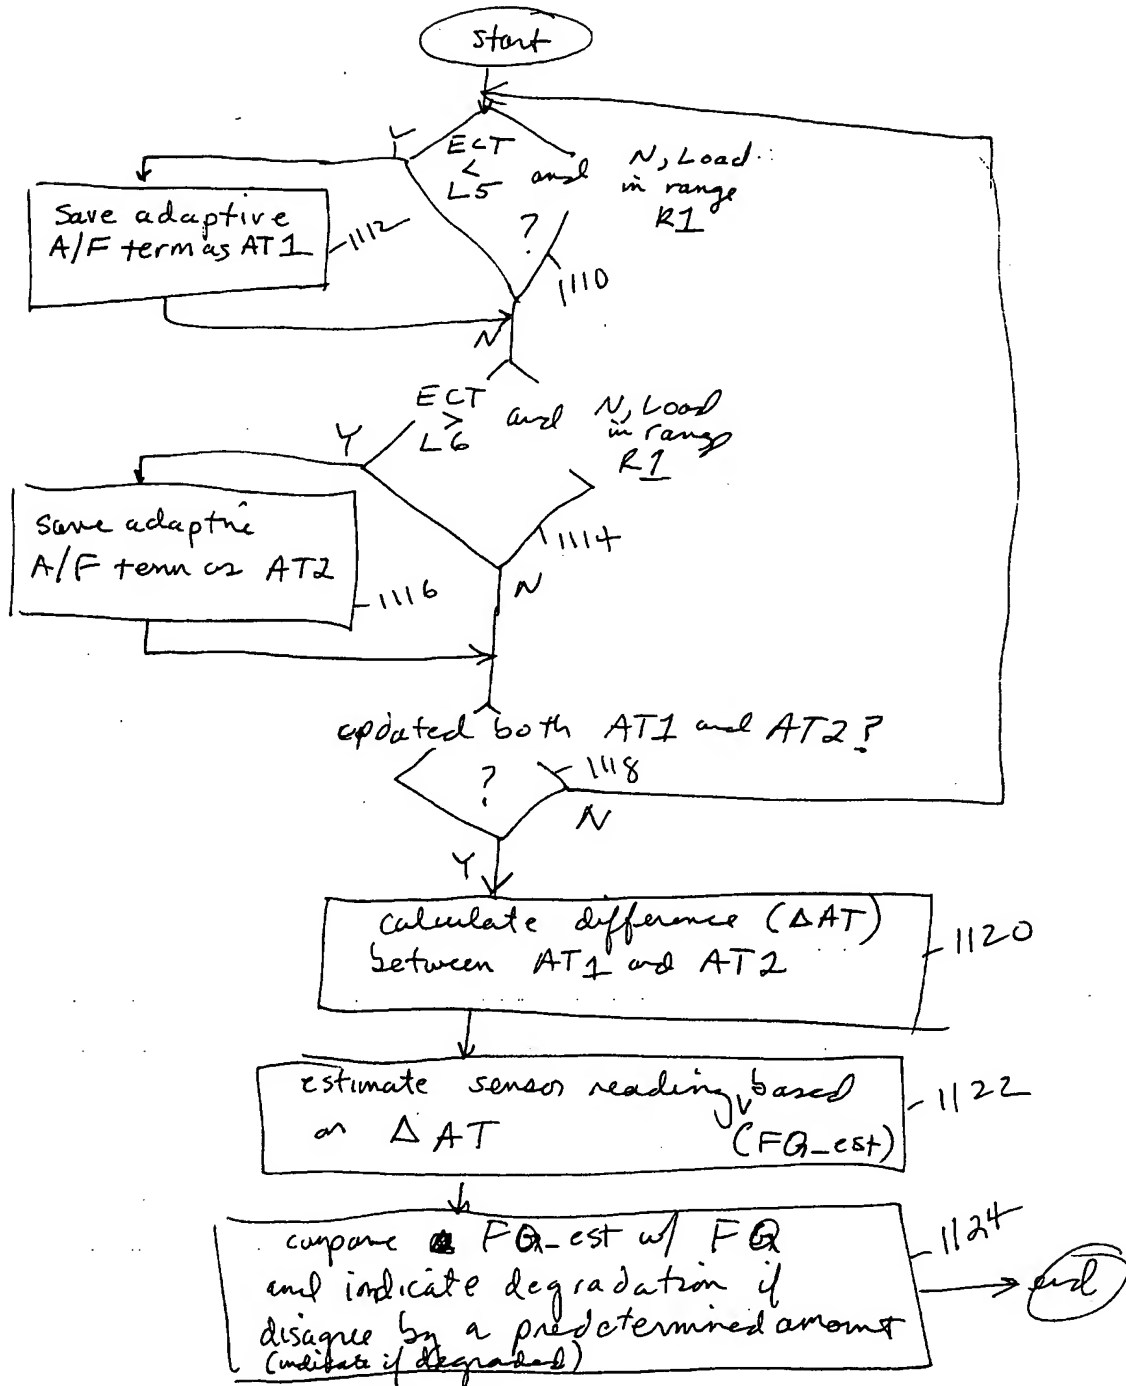 start
Y
ECT
<
L5
and
N, Load
in range
R1
?
1110
Save adaptive
A/F term as AT1
1112
N
ECT
>
L6
and
N, Load
in range
R1
Y
1114
save adaptive
A/F term as AT2
1116
N
updated both AT1 and AT2 ?
?
1118
N
Y
calculate difference (ΔAT)
between AT1 and AT2
1120
estimate sensor reading based
on ΔAT
(FQ_est)
1122
compare FQ_est w/ FQ
and indicate degradation if
disagree by a predetermined amount
(indicate if degraded)
1124
end